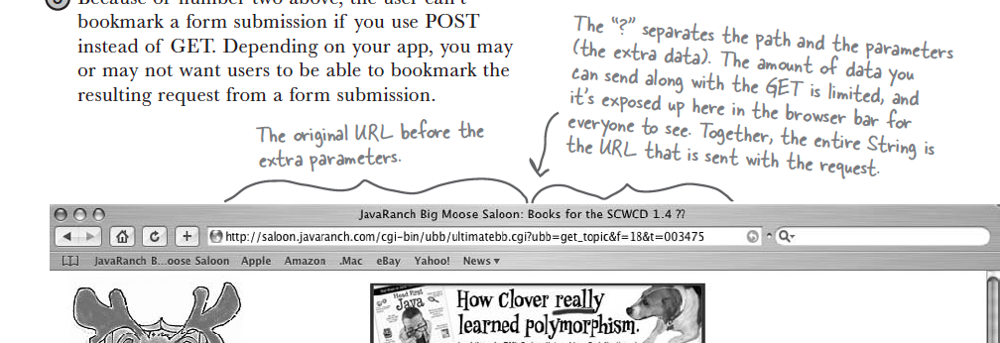 Because of number two above, the user can't
bookmark a form submission if you use POST
instead of GET. Depending on your app, you may
or may not want users to be able to bookmark the
resulting request from a form submission.
The "?" separates the path and the parameters
(the extra data). The amount of data you
can send along with the GET is limited, and
it's exposed up here in the browser bar for
everyone to see. Together, the entire String is
the URL that is sent with the request.
The original URL before the
extra parameters.
JavaRanch Big Moose Saloon: Books for the SCWCD 1.4 ??
http://saloon.javaranch.com/cgi-bin/ubb/ultimatebb.cgi?ubb=get_topic&f=18&t=003475
JavaRanch B...oose Saloon Apple Amazon .Mac eBay Yahoo! News
Head First
Java
How Clover really
learned polymorphism.